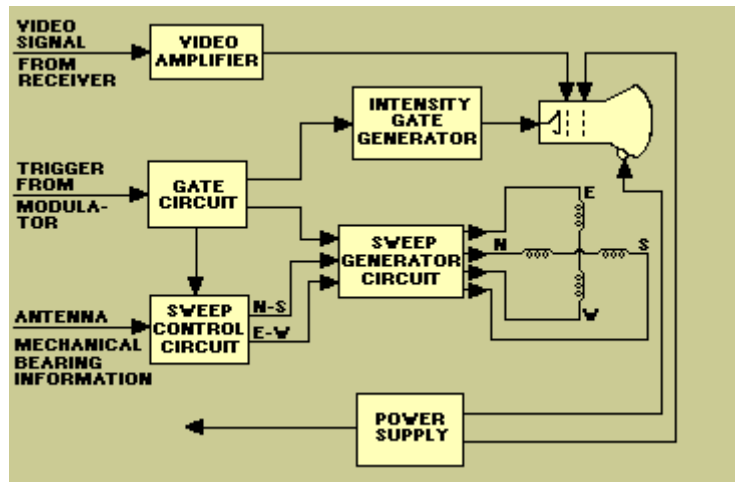 VIDEO
SIGNAL
FROM
RECEIVER
VIDEO
AMPLIFIER
INTENSITY
GATE
GENERATOR
TRIGGER
FROM
MODULA-
TOR
GATE
CIRCUIT
SWEEP
GENERATOR
CIRCUIT
E
N
S
W
ANTENNA
MECHANICAL
BEARING
INFORMATION
SWEEP
CONTROL
CIRCUIT
N-S
E-W
POWER
SUPPLY